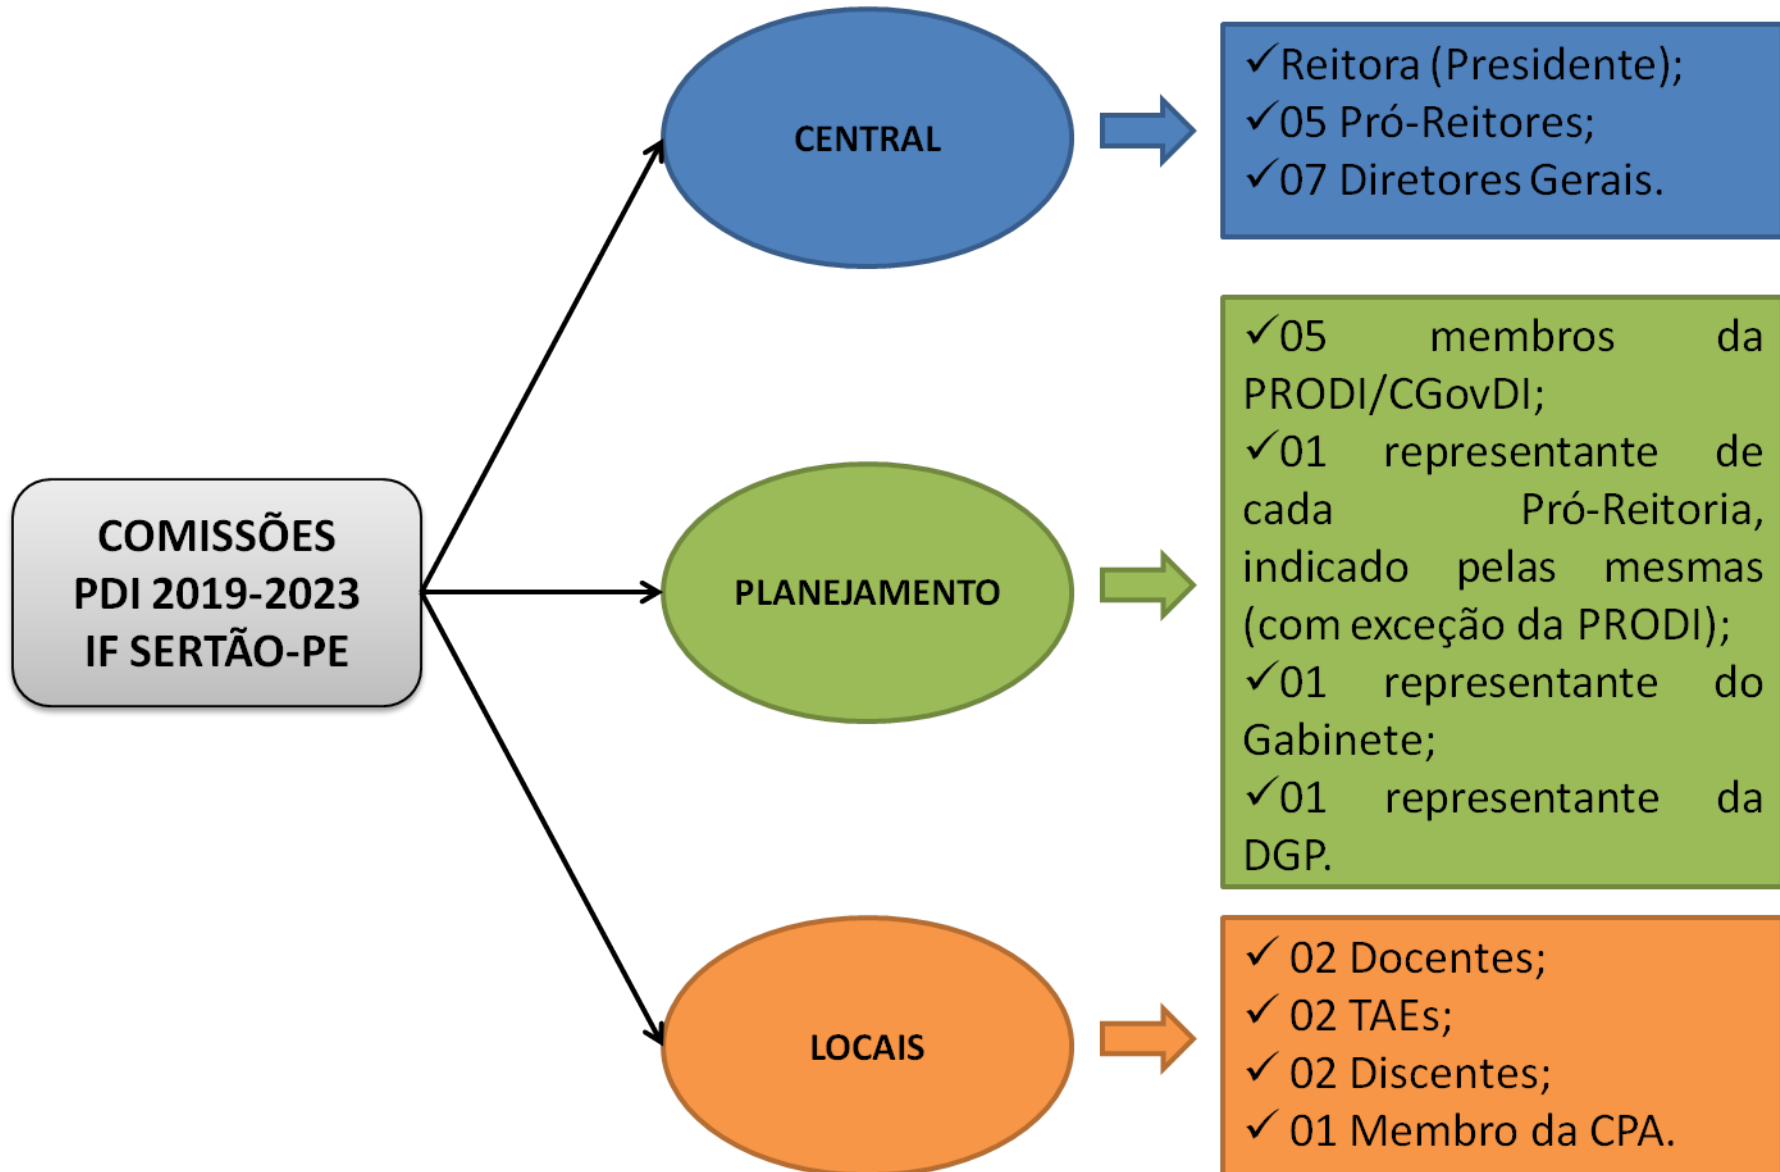 COMISSÕES
PDI 2019-2023
IF SERTÃO-PE
CENTRAL
✓Reitora (Presidente);
✓05 Pró-Reitores;
✓07 Diretores Gerais.
PLANEJAMENTO
✓05 membros da
PRODI/CGovDI;
✓01 representante de
cada Pró-Reitoria,
indicado pelas mesmas
(com exceção da PRODI);
✓01 representante do
Gabinete;
✓01 representante da
DGP.
LOCAIS
✓ 02 Docentes;
✓ 02 TAEs;
✓ 02 Discentes;
✓ 01 Membro da CPA.